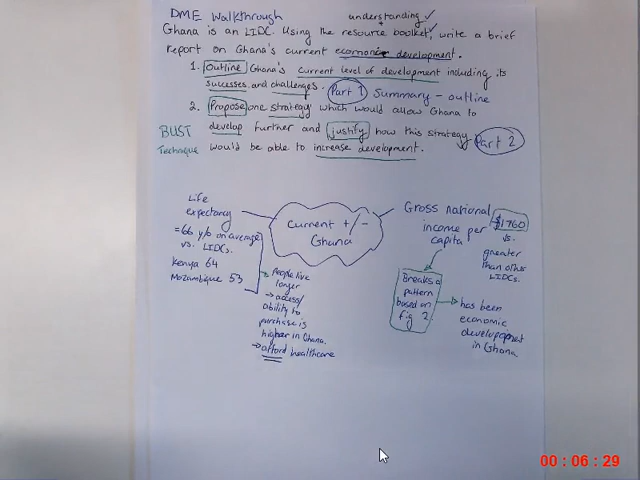 DME Walkthrough
understanding ✓
+
Ghana is an LIDC. Using the resource booklet, write a brief
report on Ghana's current economic development.
1. Outline Ghana's current level of development including its
successes and challenges. Part 1 Summary - outline
2. Propose one strategy which would allow Ghana to
develop further and justify how this strategy
would be able to increase development. Part 2
BUST
Technique
Current +/-
Ghana
Life
expectancy
= 66 y/o on average
vs. LIDCs.
Kenya 64
Mozambique 53
→ People live
longer
→ access/
ability to
purchase is
higher in Ghana.
→ afford healthcare
Gross national
income per
capita
$1760
vs.
greater
than other
LIDCs.
Breaks a
pattern
based on
fig 2.
→ has been
economic
development
in Ghana.
00:06:29